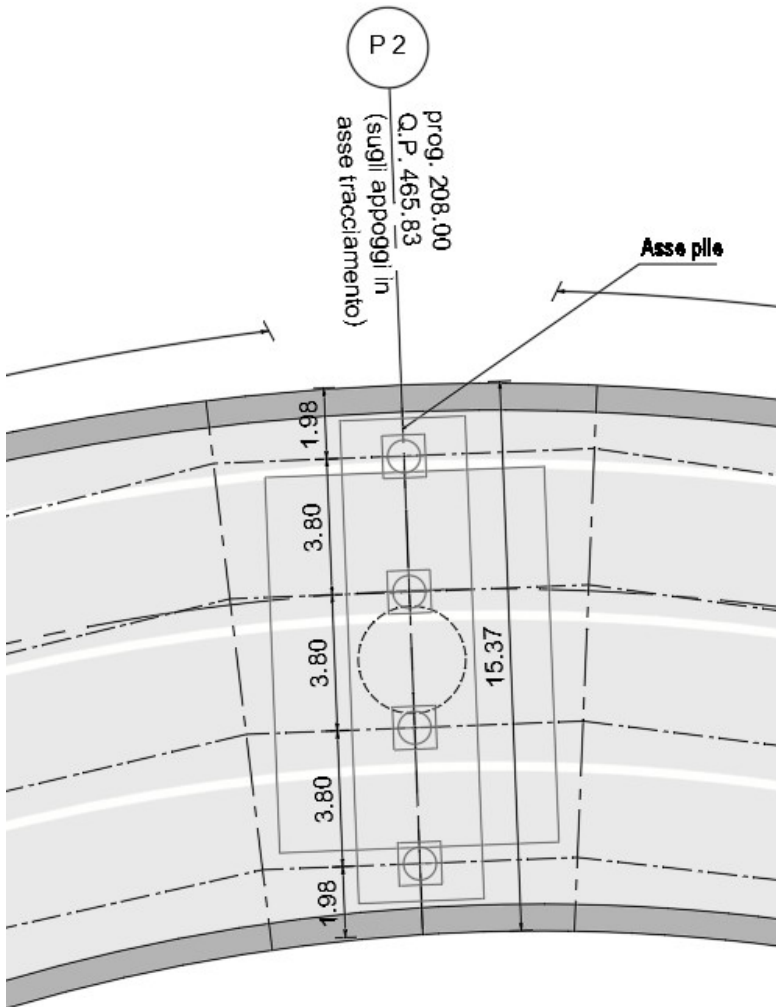 P 2
prog. 208.00
Q.P. 465.83
(sugli appoggi in
asse tracciamento)
Asse pile
1.98
3.80
3.80
15.37
3.80
1.98